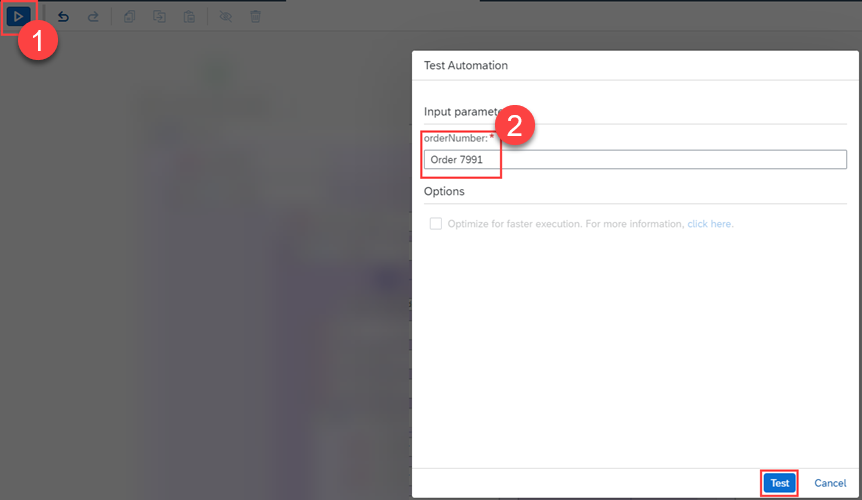 1
Test Automation
Input paramete
2
orderNumber: *
Order 7991
Options
Optimize for faster execution. For more information, click here.
Test Cancel